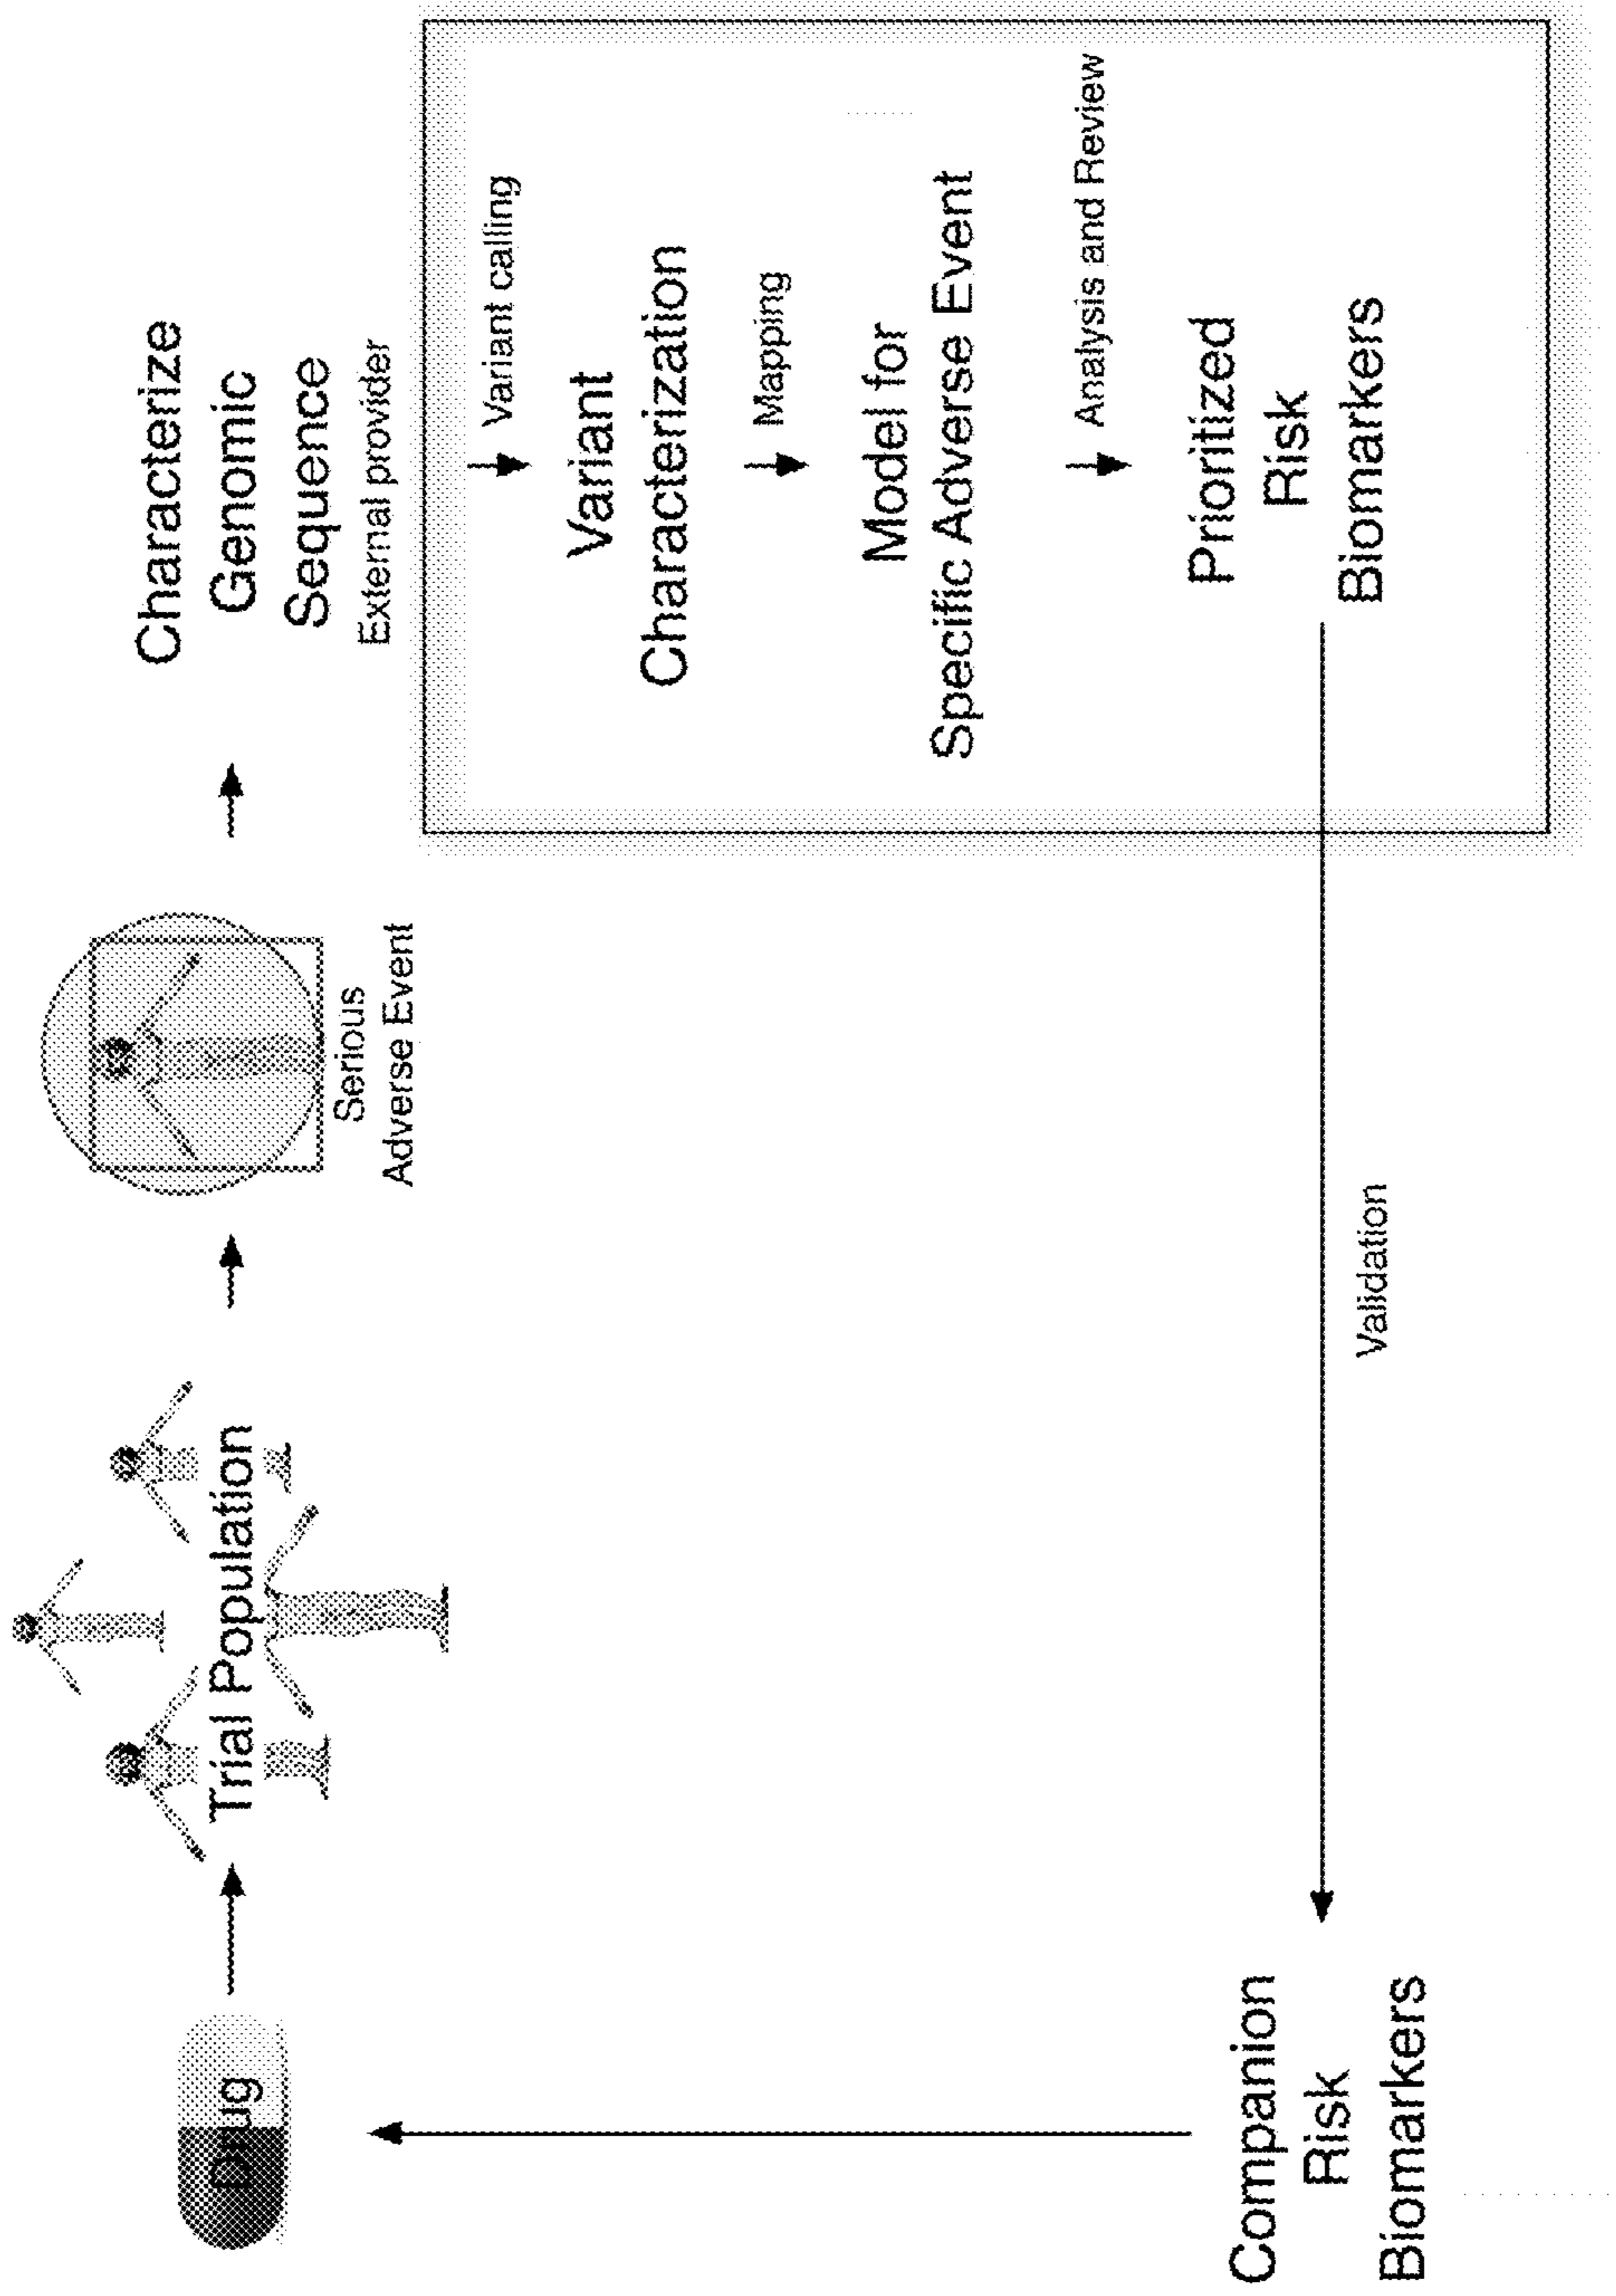 Drug
Trial Population
Serious
Adverse Event
Characterize
Genomic
Sequence
External provider
Variant calling
Variant
Characterization
Mapping
Model for
Specific Adverse Event
Analysis and Review
Prioritized
Risk
Biomarkers
Validation
Companion
Risk
Biomarkers